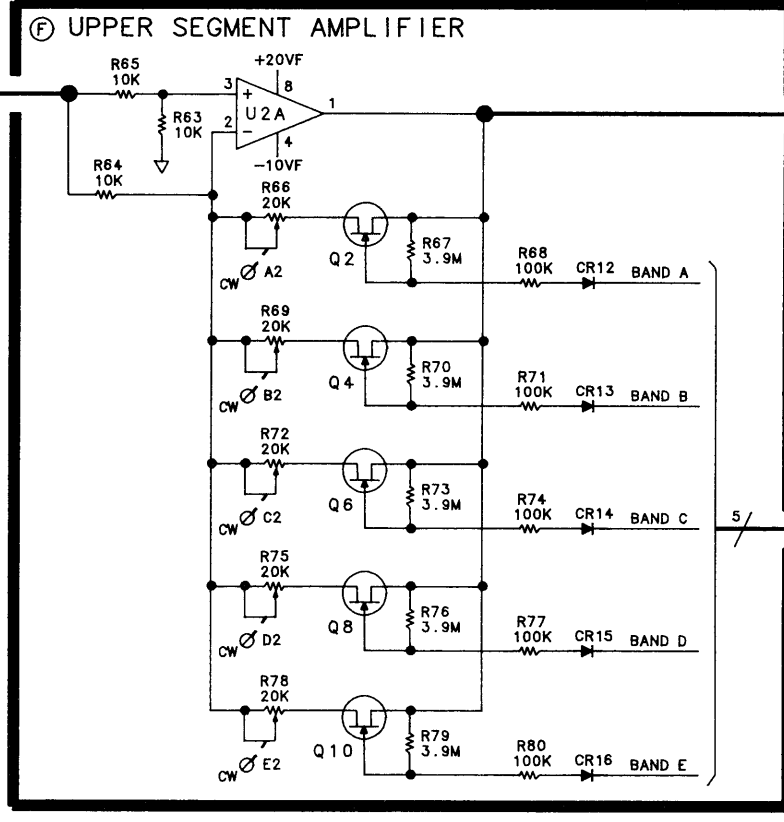 Ⓕ UPPER SEGMENT AMPLIFIER
+20VF
R65
10K
3
+
8
1
U2A
R63
10K
2
−
4
−10VF
R64
10K
R66
20K
Q2
R67
3.9M
R68
100K
CR12
BAND A
CW
A2
R69
20K
Q4
R70
3.9M
R71
100K
CR13
BAND B
CW
B2
R72
20K
Q6
R73
3.9M
R74
100K
CR14
BAND C
CW
C2
5
R75
20K
Q8
R76
3.9M
R77
100K
CR15
BAND D
CW
D2
R78
20K
Q10
R79
3.9M
R80
100K
CR16
BAND E
CW
E2